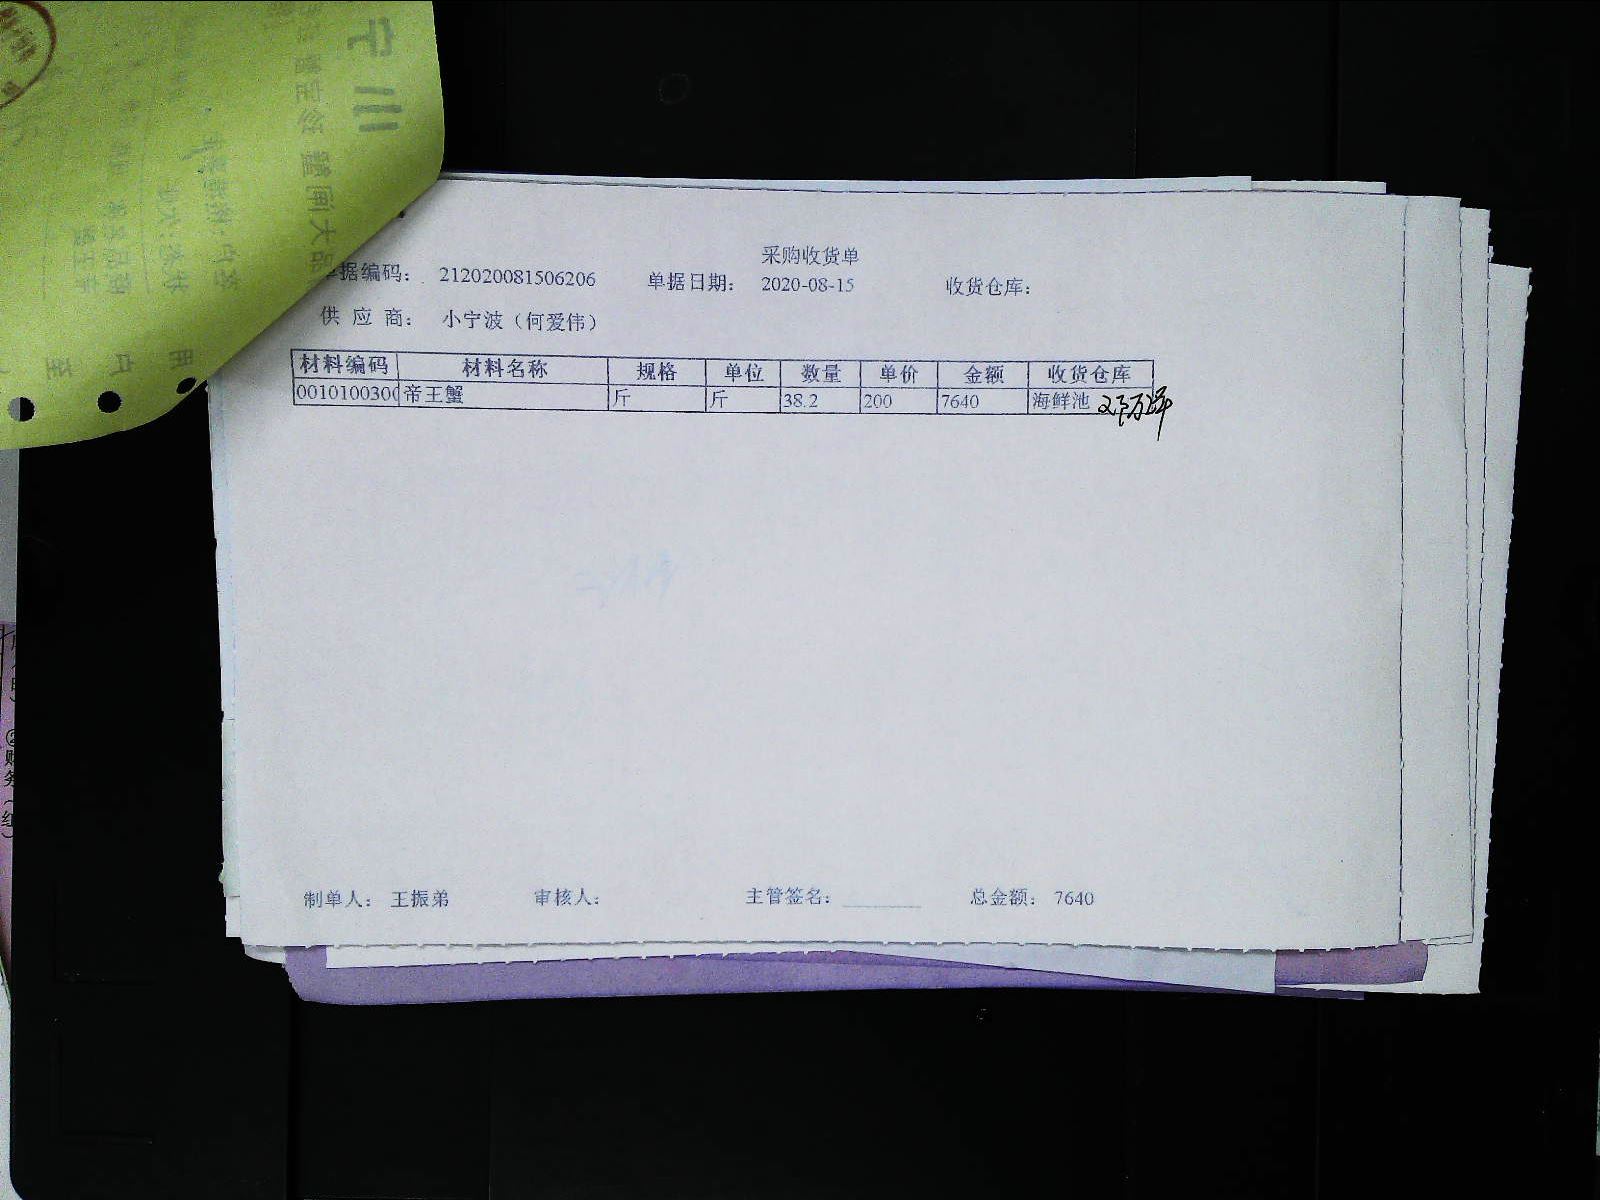 采购收货单
据编码： 212020081506206 单据日期： 2020-08-15 收货仓库：
供 应 商： 小宁波（何爱伟）
材料编码 材料名称 规格 单位 数量 单价 金额 收货仓库
0010100300 帝王蟹 斤 斤 38.2 200 7640 海鲜池
制单人： 王振弟 审核人： 主管签名： ________ 总金额： 7640